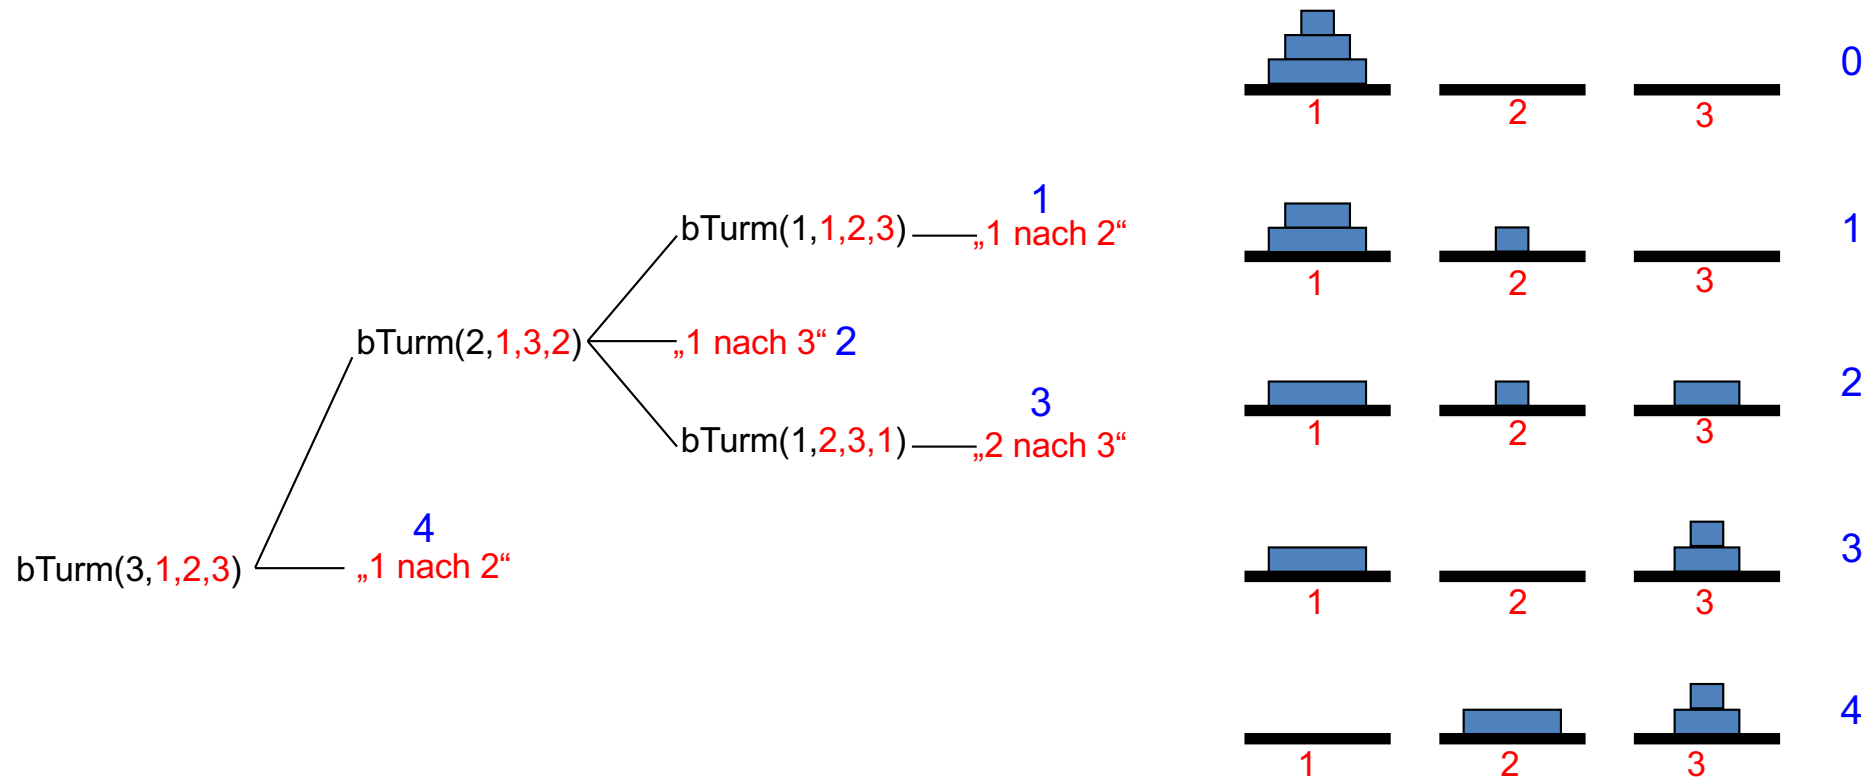 0
1 2 3
1
bTurm(1,1,2,3) „1 nach 2“
1
1 2 3
bTurm(2,1,3,2) „1 nach 3“ 2
2
1 2 3
3
bTurm(1,2,3,1) „2 nach 3“
4
bTurm(3,1,2,3) „1 nach 2“
3
1 2 3
4
1 2 3